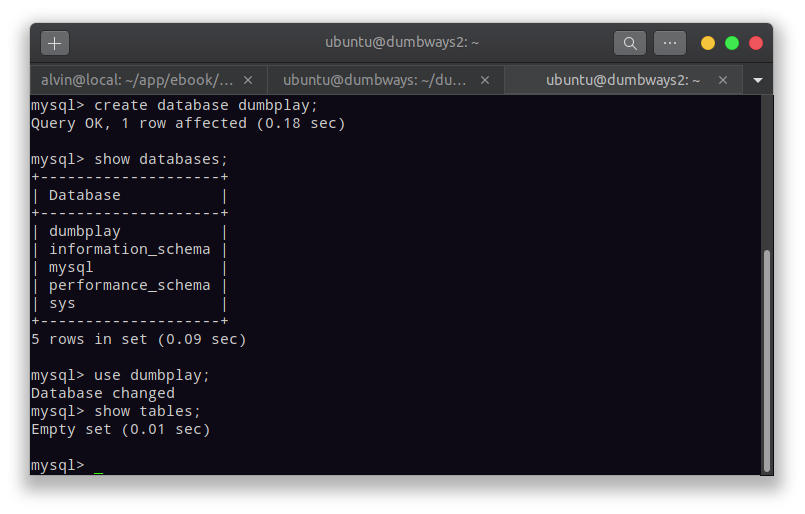 ubuntu@dumbways2: ~
alvin@local: ~/app/ebook/... ubuntu@dumbways: ~/du... ubuntu@dumbways2: ~
mysql> create database dumbplay;
Query OK, 1 row affected (0.18 sec)
mysql> show databases;
+--------------------+
| Database           |
+--------------------+
| dumbplay           |
| information_schema |
| mysql              |
| performance_schema |
| sys                |
+--------------------+
5 rows in set (0.09 sec)
mysql> use dumbplay;
Database changed
mysql> show tables;
Empty set (0.01 sec)
mysql> _